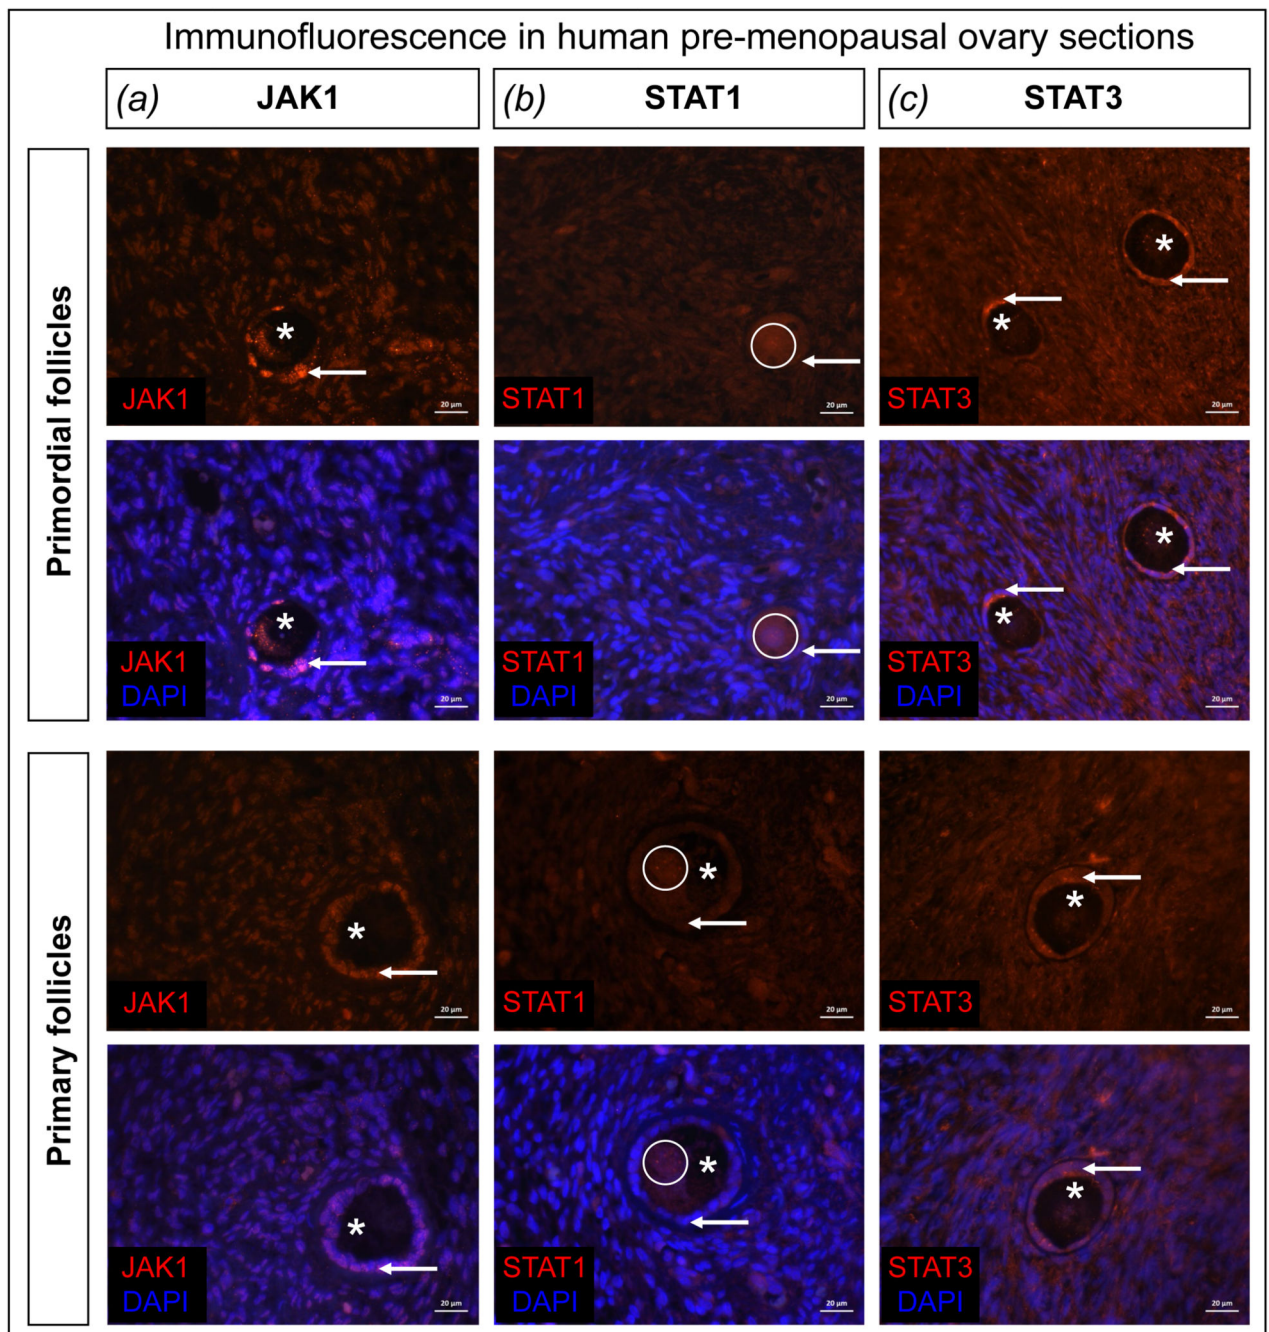 Immunofluorescence in human pre-menopausal ovary sections
(a) JAK1
(b) STAT1
(c) STAT3
Primordial follicles
JAK1
20 µm
STAT1
20 µm
*
STAT3
20 µm
*
*
JAK1
DAPI
20 µm
*
STAT1
DAPI
20 µm
STAT3
DAPI
20 µm
*
*
Primary follicles
JAK1
20 µm
*
STAT1
20 µm
*
STAT3
20 µm
*
JAK1
DAPI
20 µm
*
STAT1
DAPI
20 µm
*
STAT3
DAPI
20 µm
*